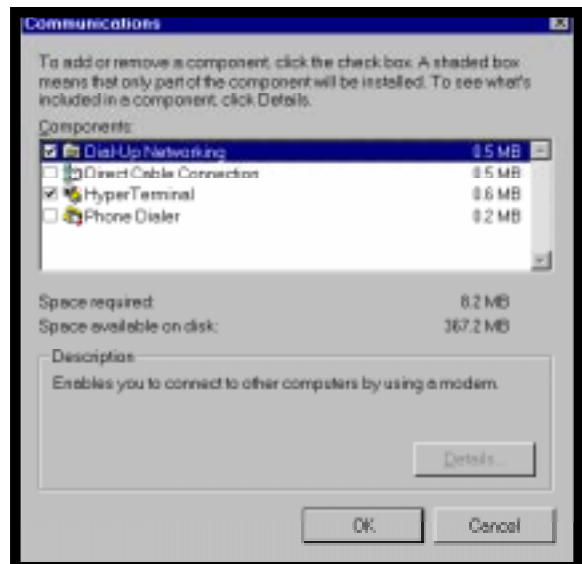 Communications
To add or remove a component, click the check box. A shaded box
means that only part of the component will be installed. To see what's
included in a component, click Details.
Components:
Dial-Up Networking 0.5 MB
Direct Cable Connection 0.5 MB
HyperTerminal 0.6 MB
Phone Dialer 0.2 MB
Space required: 8.2 MB
Space available on disk: 367.2 MB
Description
Enables you to connect to other computers by using a modem.
Details...
OK
Cancel